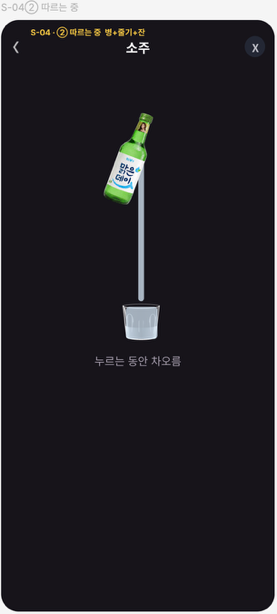 S-04② 따르는 중
S-04 · ② 따르는 중 병+줄기+잔
소주
X
맑은
데이
누르는 동안 차오름